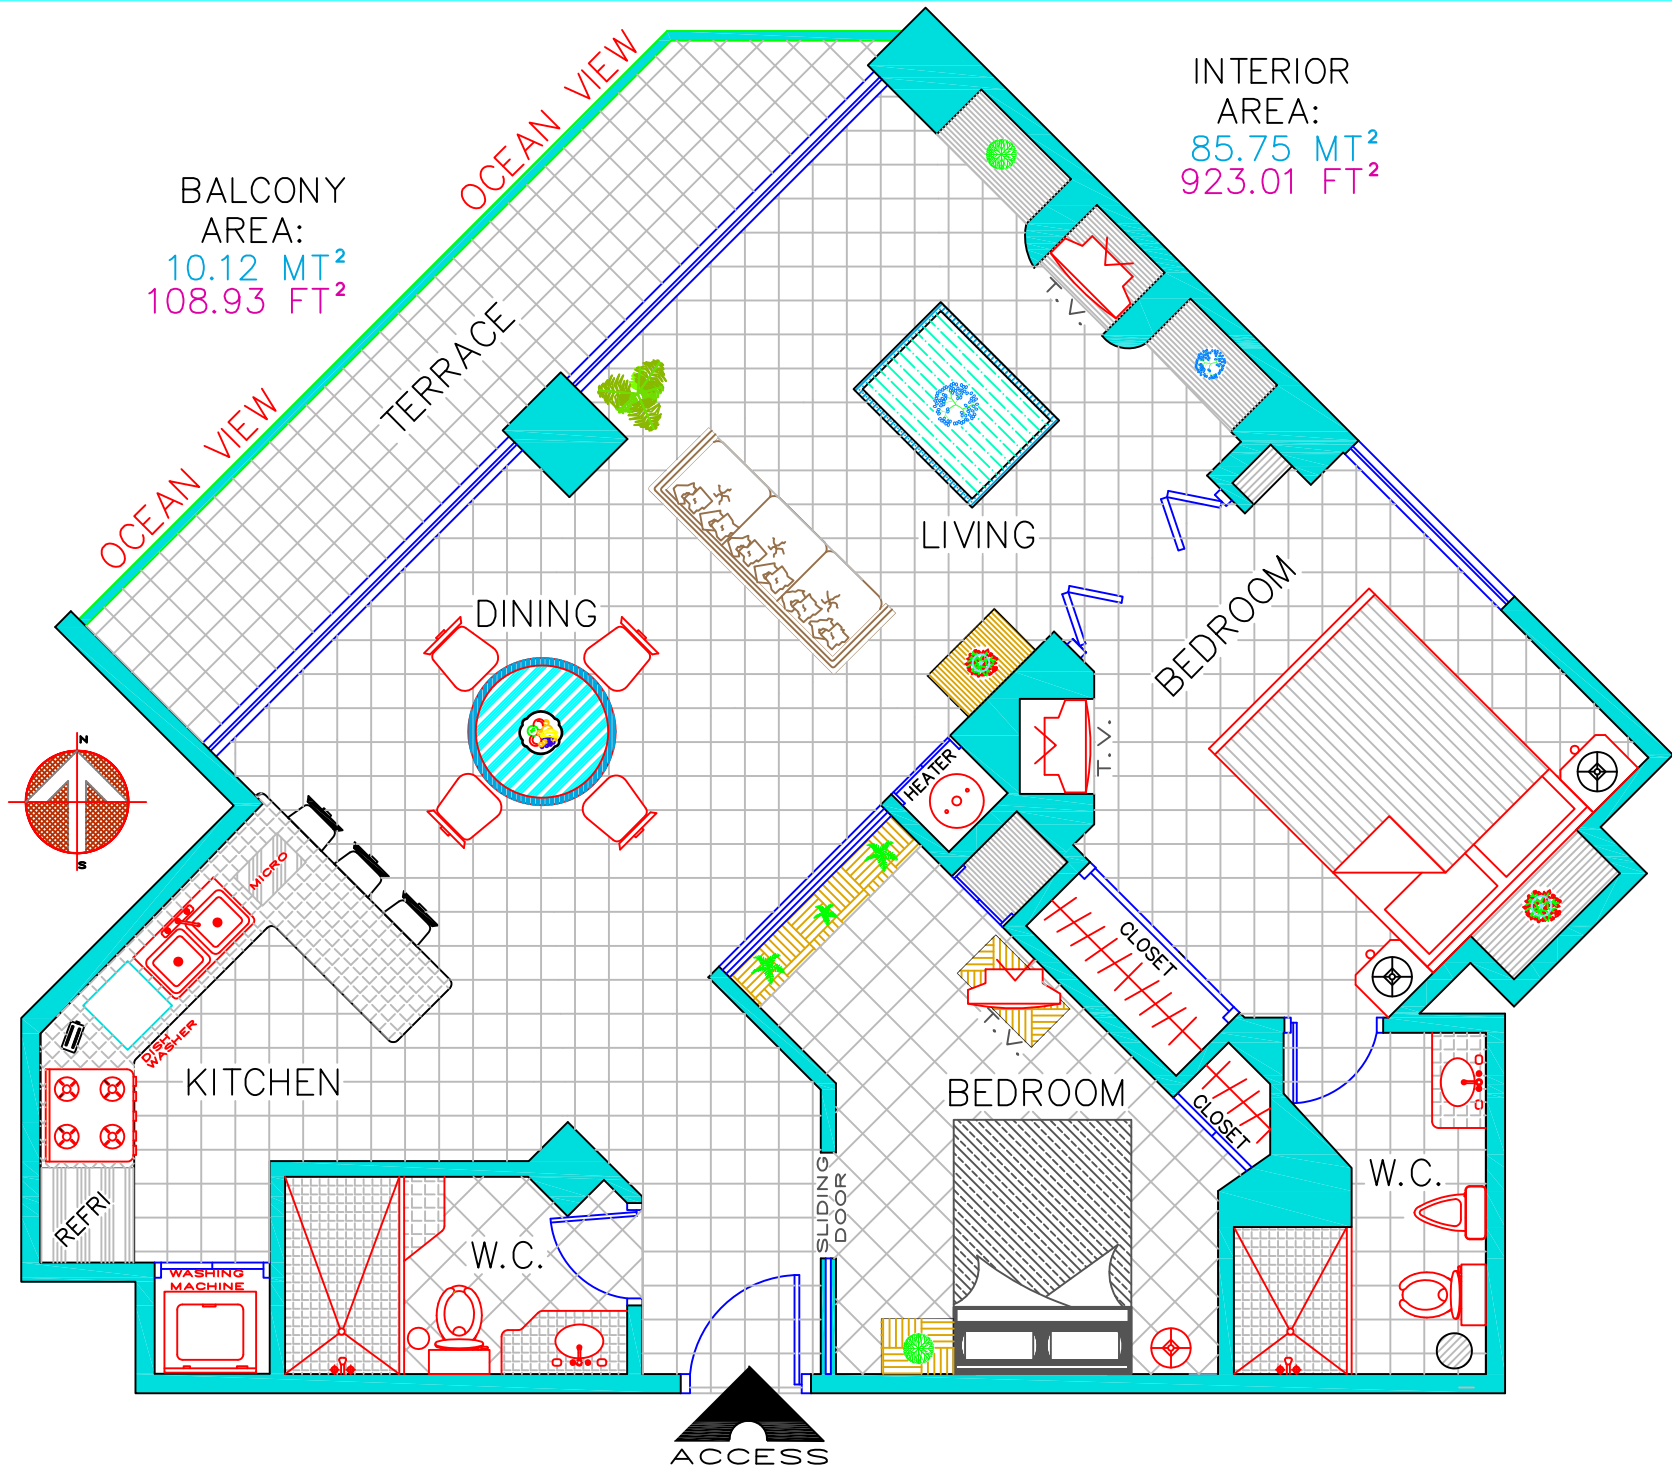 INTERIOR
AREA:
85.75 MT²
923.01 FT²
OCEAN VIEW
BALCONY
AREA:
10.12 MT²
108.93 FT²
T.V.
TERRACE
OCEAN VIEW
LIVING
DINING
BEDROOM
T.V.
N
S
HEATER
MICRO
CLOSET
DISH
WASHER
T.V.
KITCHEN
BEDROOM
CLOSET
W.C.
REFRI
SLIDING
DOOR
W.C.
WASHING
MACHINE
ACCESS